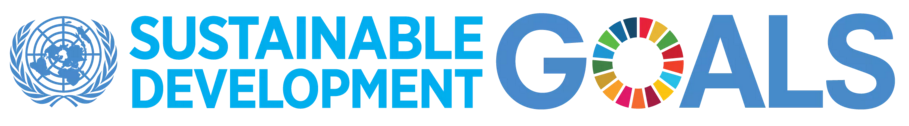 SUSTAINABLE
DEVELOPMENT
GOALS